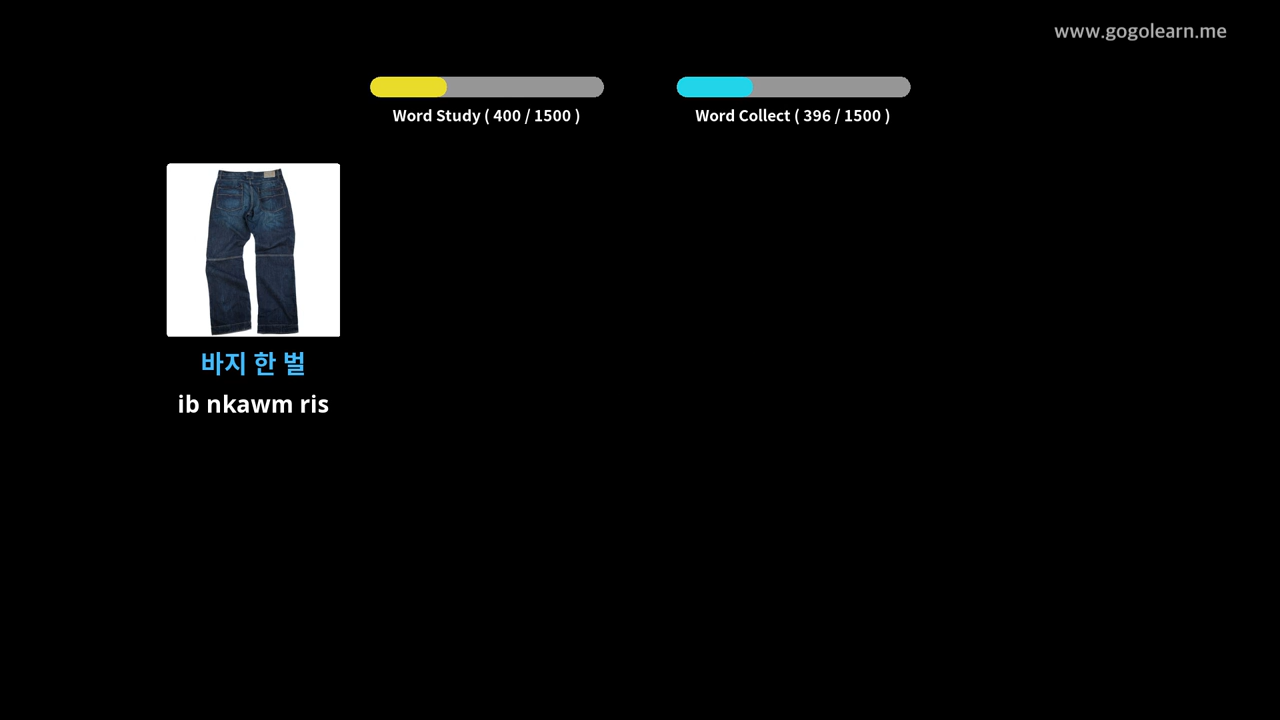 www.gogolearn.me
Word Study ( 400 / 1500 )
Word Collect ( 396 / 1500 )
바지 한 벌
ib nkawm ris